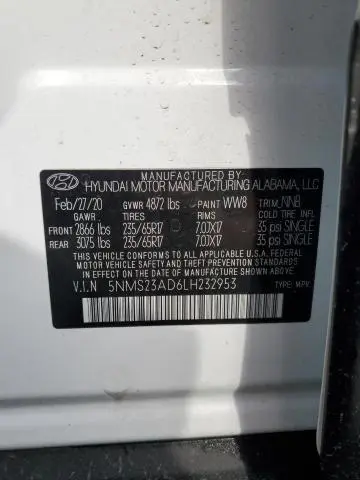 MANUFACTURED BY
HYUNDAI MOTOR MANUFACTURING ALABAMA, LLC
Feb/27/20 GVWR 4872 lbs PAINT WW8 TRIM NNB
GAWR TIRES RIMS
FRONT 2866 lbs 235/65R17 7.0JX17 35 psi SINGLE
REAR 3075 lbs 235/65R17 7.0JX17 35 psi SINGLE
THIS VEHICLE CONFORMS TO ALL APPLICABLE U.S. FEDERAL
MOTOR VEHICLE SAFETY AND THEFT PREVENTION STANDARDS
IN EFFECT ON THE DATE OF MANUFACTURE SHOWN ABOVE.
V.I.N 5NMS23AD6LH232953 TYPE: MPV